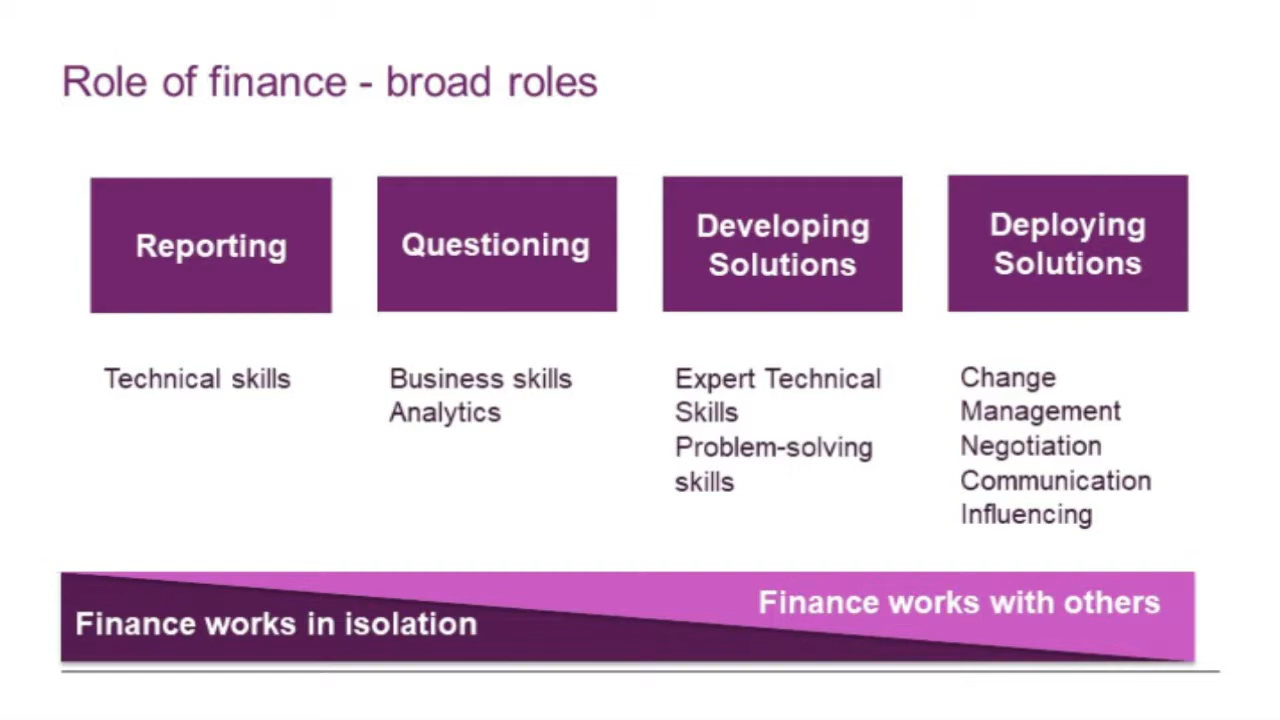 Role of finance - broad roles
Reporting
Technical skills
Questioning
Business skills
Analytics
Developing
Solutions
Expert Technical
Skills
Problem-solving
skills
Deploying
Solutions
Change
Management
Negotiation
Communication
Influencing
Finance works in isolation
Finance works with others